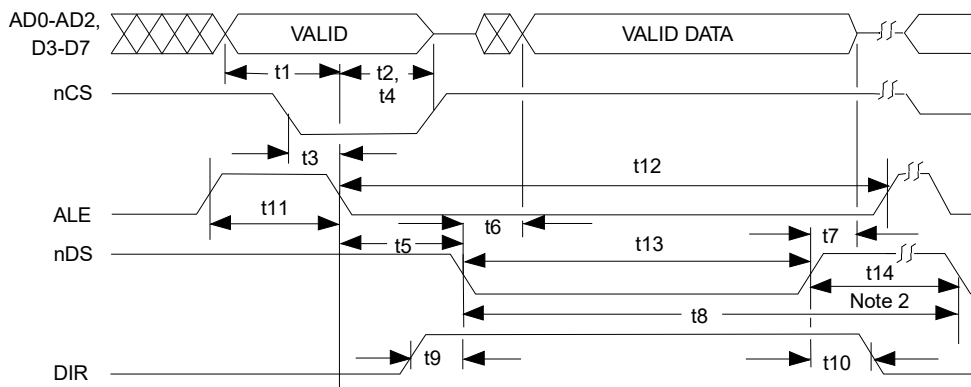 AD0-AD2,
D3-D7
VALID
VALID DATA
t1
t2,
t4
nCS
t3
t12
ALE
t11
t6
t7
t5
t13
nDS
t14
Note 2
t8
t9
t10
DIR